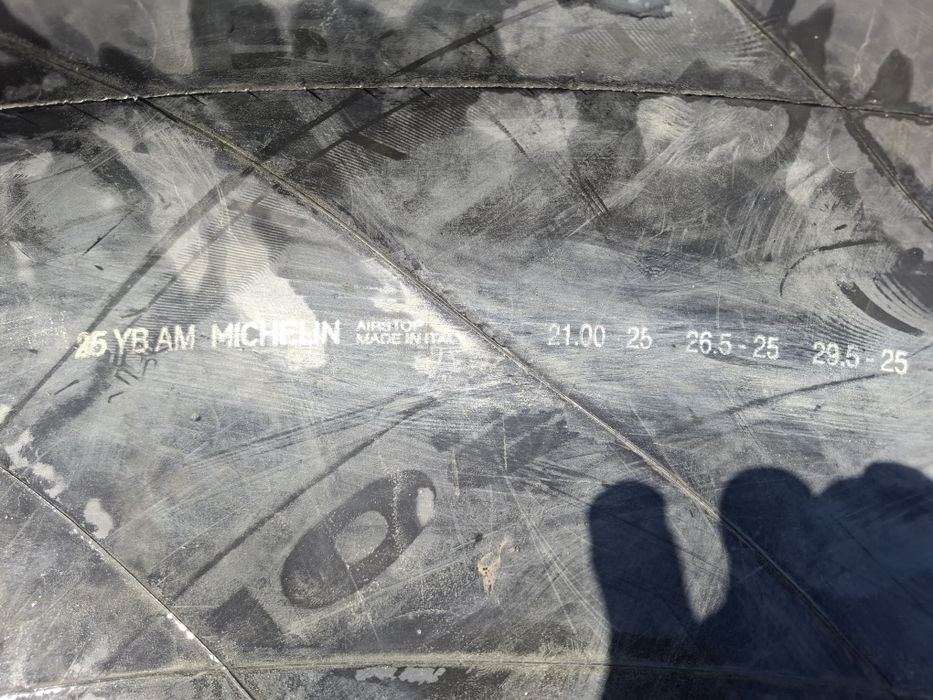 25 YB AM MICHELIN AIRSTOP
MADE IN ITALY
21.00 25 26.5 - 25 29.5 - 25